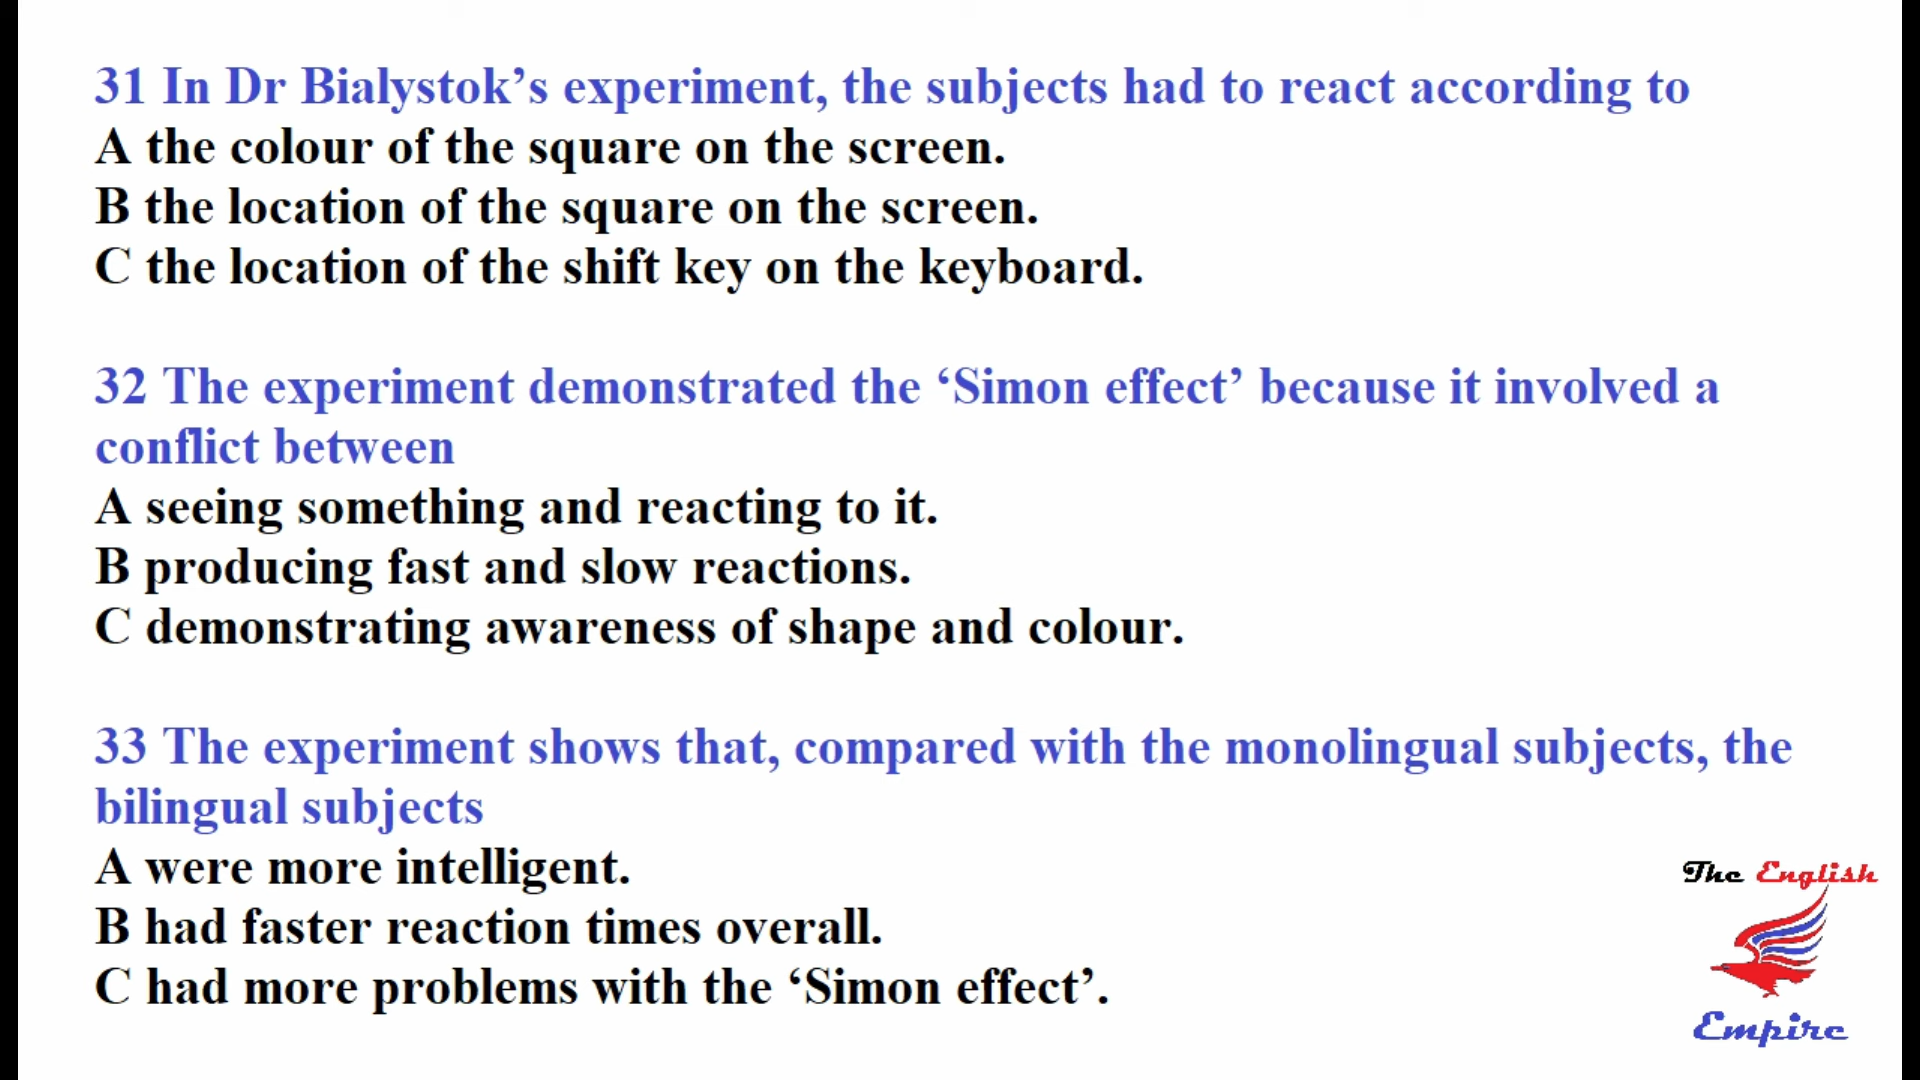 31 In Dr Bialystok’s experiment, the subjects had to react according to
A the colour of the square on the screen.
B the location of the square on the screen.
C the location of the shift key on the keyboard.
32 The experiment demonstrated the ‘Simon effect’ because it involved a
conflict between
A seeing something and reacting to it.
B producing fast and slow reactions.
C demonstrating awareness of shape and colour.
33 The experiment shows that, compared with the monolingual subjects, the
bilingual subjects
A were more intelligent.
B had faster reaction times overall.
C had more problems with the ‘Simon effect’.
The English
Empire